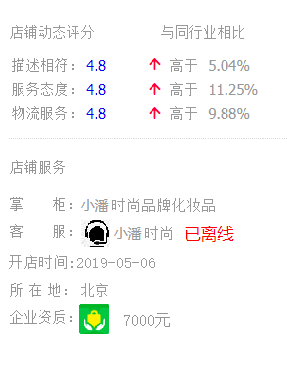 店铺动态评分 与同行业相比
描述相符：4.8 高于 5.04%
服务态度：4.8 高于 11.25%
物流服务：4.8 高于 9.88%
店铺服务
掌 柜：小潘时尚品牌化妆品
客 服：小潘时尚 已离线
开店时间:2019-05-06
所 在 地： 北京
企业资质： 7000元